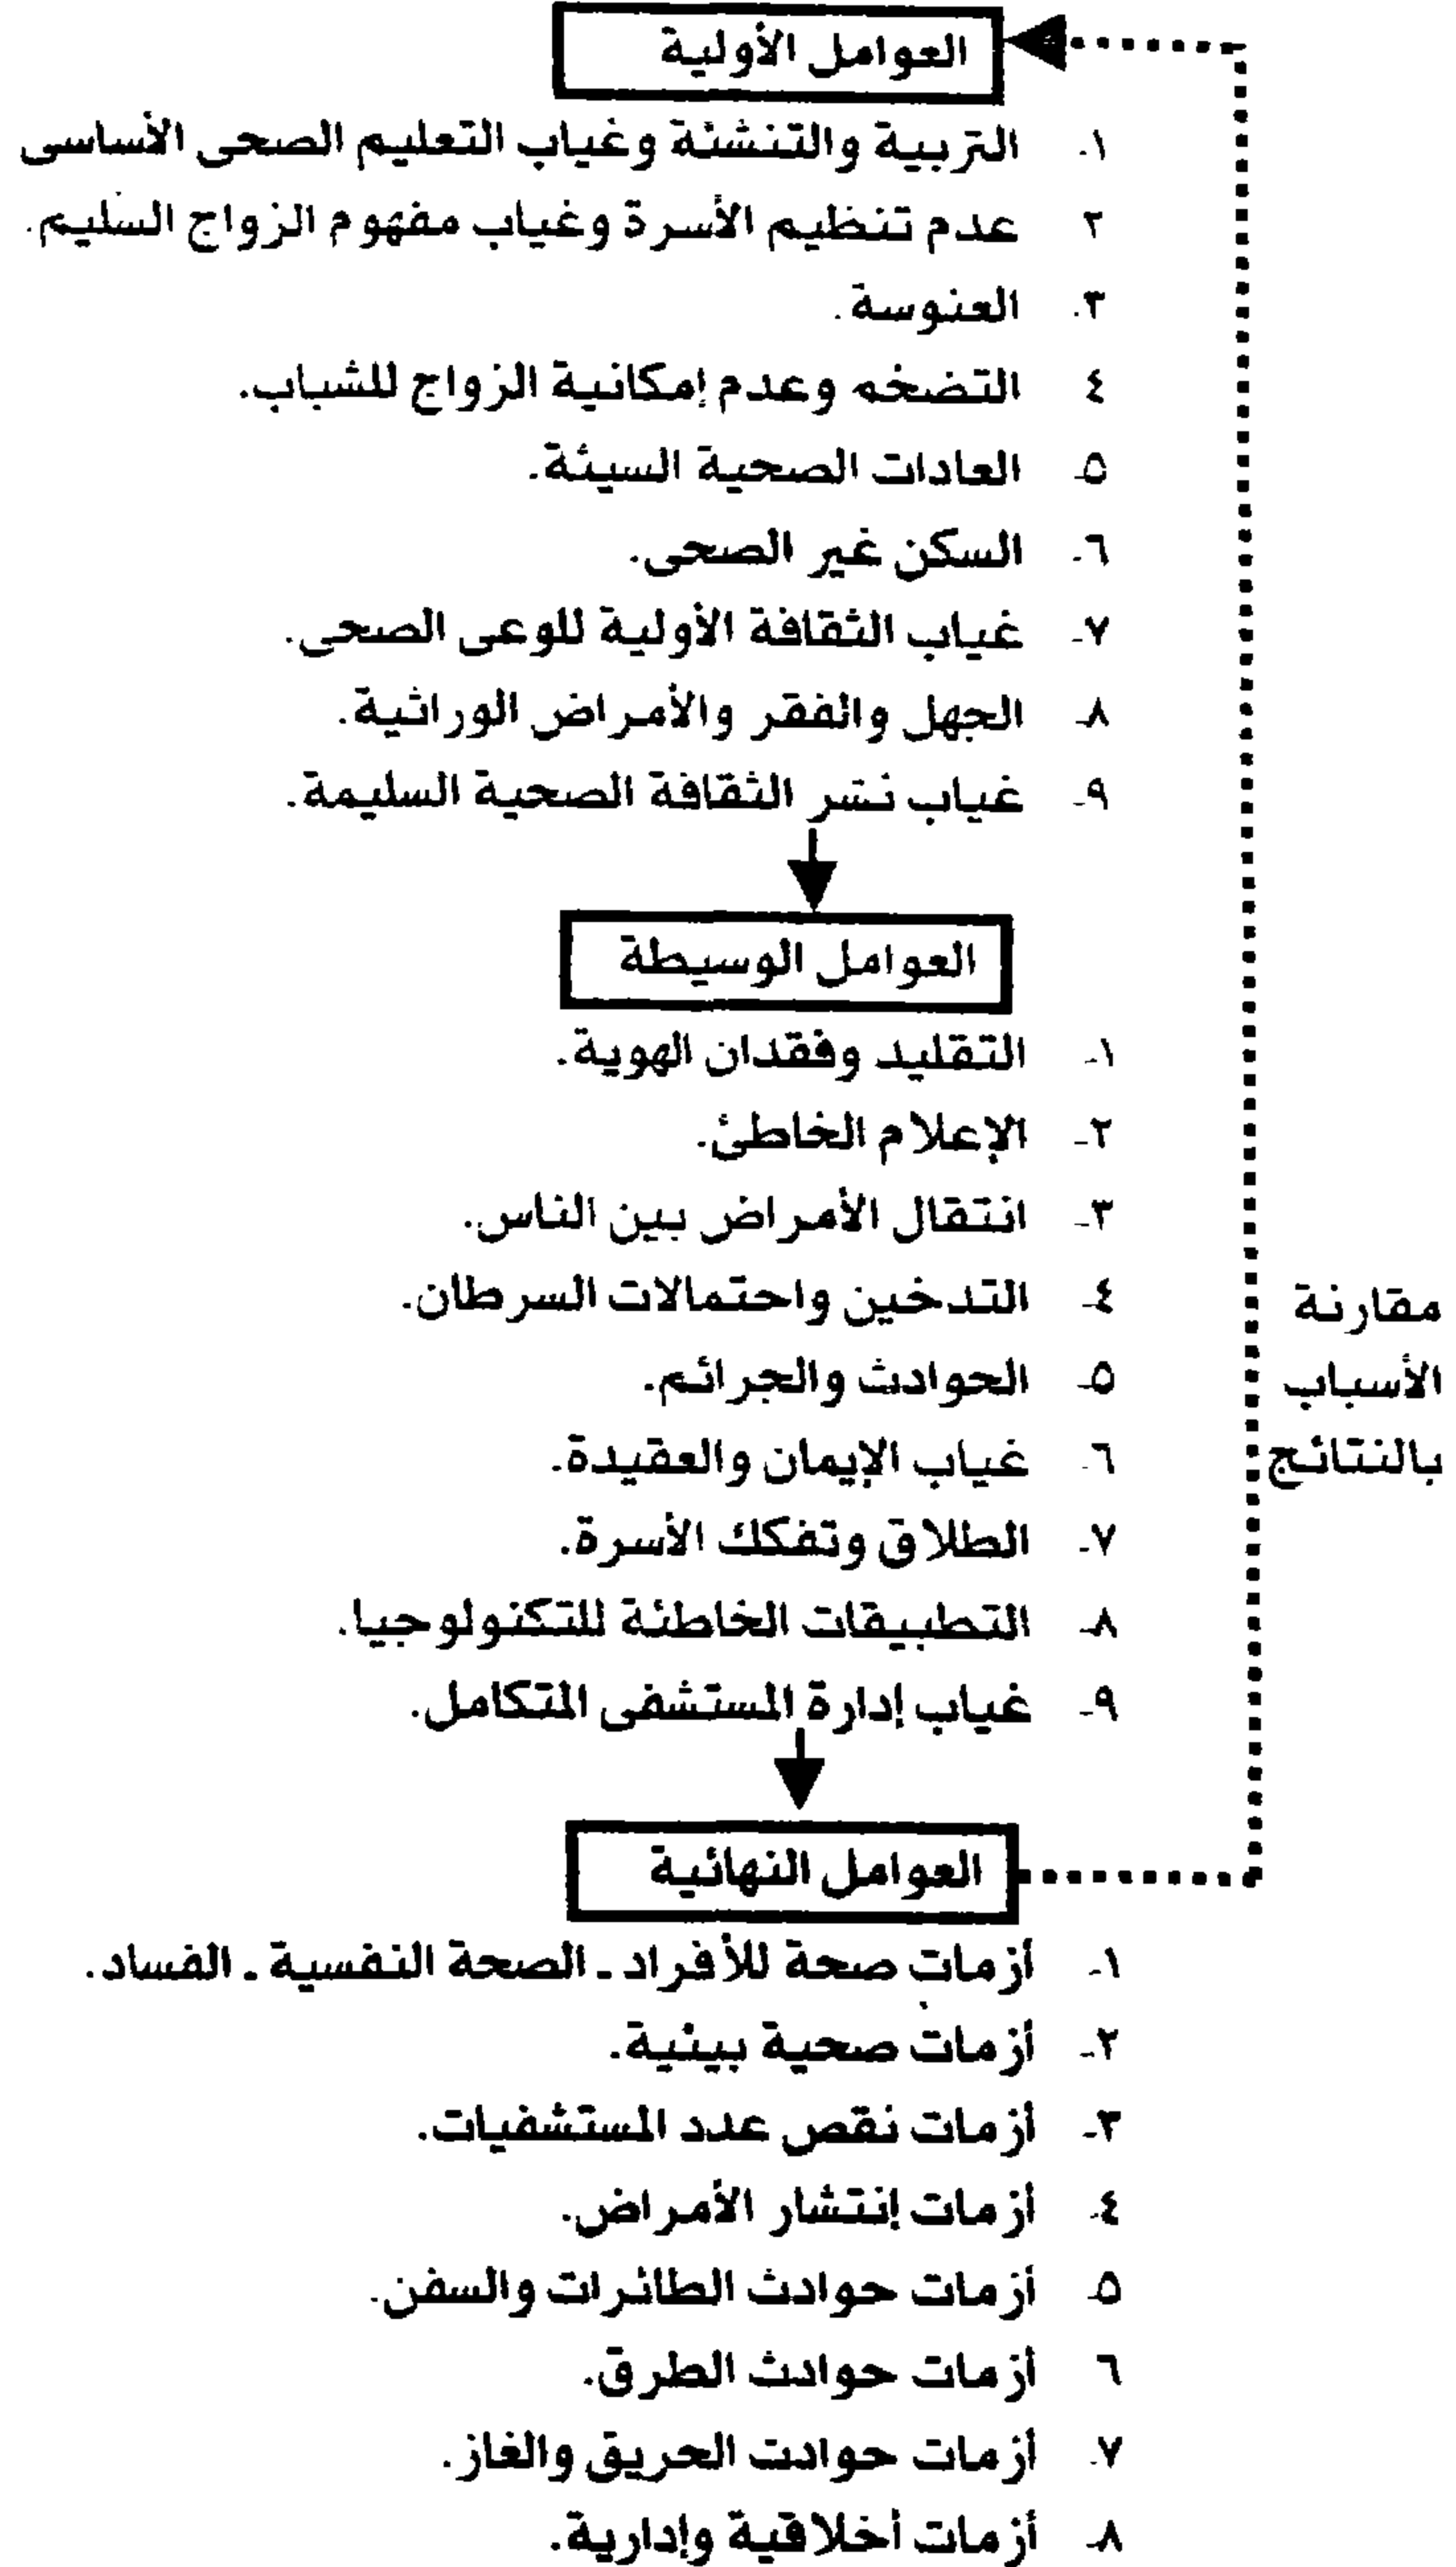 العوامل الأولية
١- التربية والتنشئة وغياب التعليم الصحى الأساسى
٢ عدم تنظيم الأسرة وغياب مفهوم الزواج السليم.
٣- العنوسة.
٤ التضخم وعدم إمكانية الزواج للشباب.
٥- العادات الصحية السيئة.
٦- السكن غير الصحى.
٧- غياب الثقافة الأولية للوعى الصحى.
٨- الجهل والفقر والأمراض الوراثية.
٩- غياب نشر الثقافة الصحية السليمة.
العوامل الوسيطة
١- التقليد وفقدان الهوية.
٢- الإعلام الخاطئ.
٣- انتقال الأمراض بين الناس.
٤- التدخين واحتمالات السرطان.
٥- الحوادث والجرائم.
٦- غياب الإيمان والعقيدة.
٧- الطلاق وتفكك الأسرة.
٨- التطبيقات الخاطئة للتكنولوجيا.
٩- غياب إدارة المستشفى المتكامل.
العوامل النهائية
١- أزمات صحة للأفراد ـ الصحة النفسية ـ الفساد.
٢- أزمات صحية بيئية.
٣- أزمات نقص عدد المستشفيات.
٤- أزمات إنتشار الأمراض.
٥- أزمات حوادث الطائرات والسفن.
٦ أزمات حوادث الطرق.
٧- أزمات حوادث الحريق والغاز.
٨- أزمات أخلاقية وإدارية.
مقارنة
الأسباب
بالنتائج